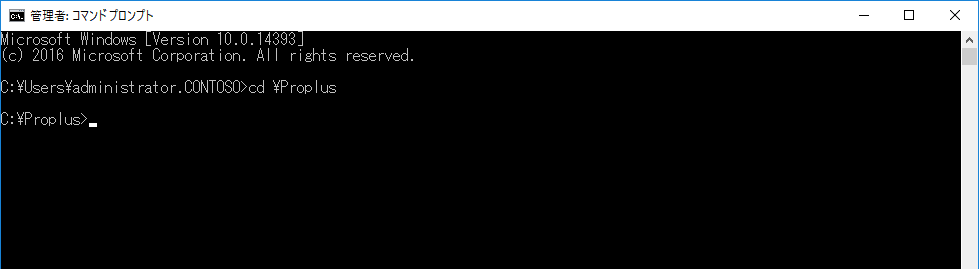 管理者: コマンドプロンプト
Microsoft Windows [Version 10.0.14393]
(c) 2016 Microsoft Corporation. All rights reserved.
C:¥Users¥administrator.CONTOSO>cd ¥Proplus
C:¥Proplus>